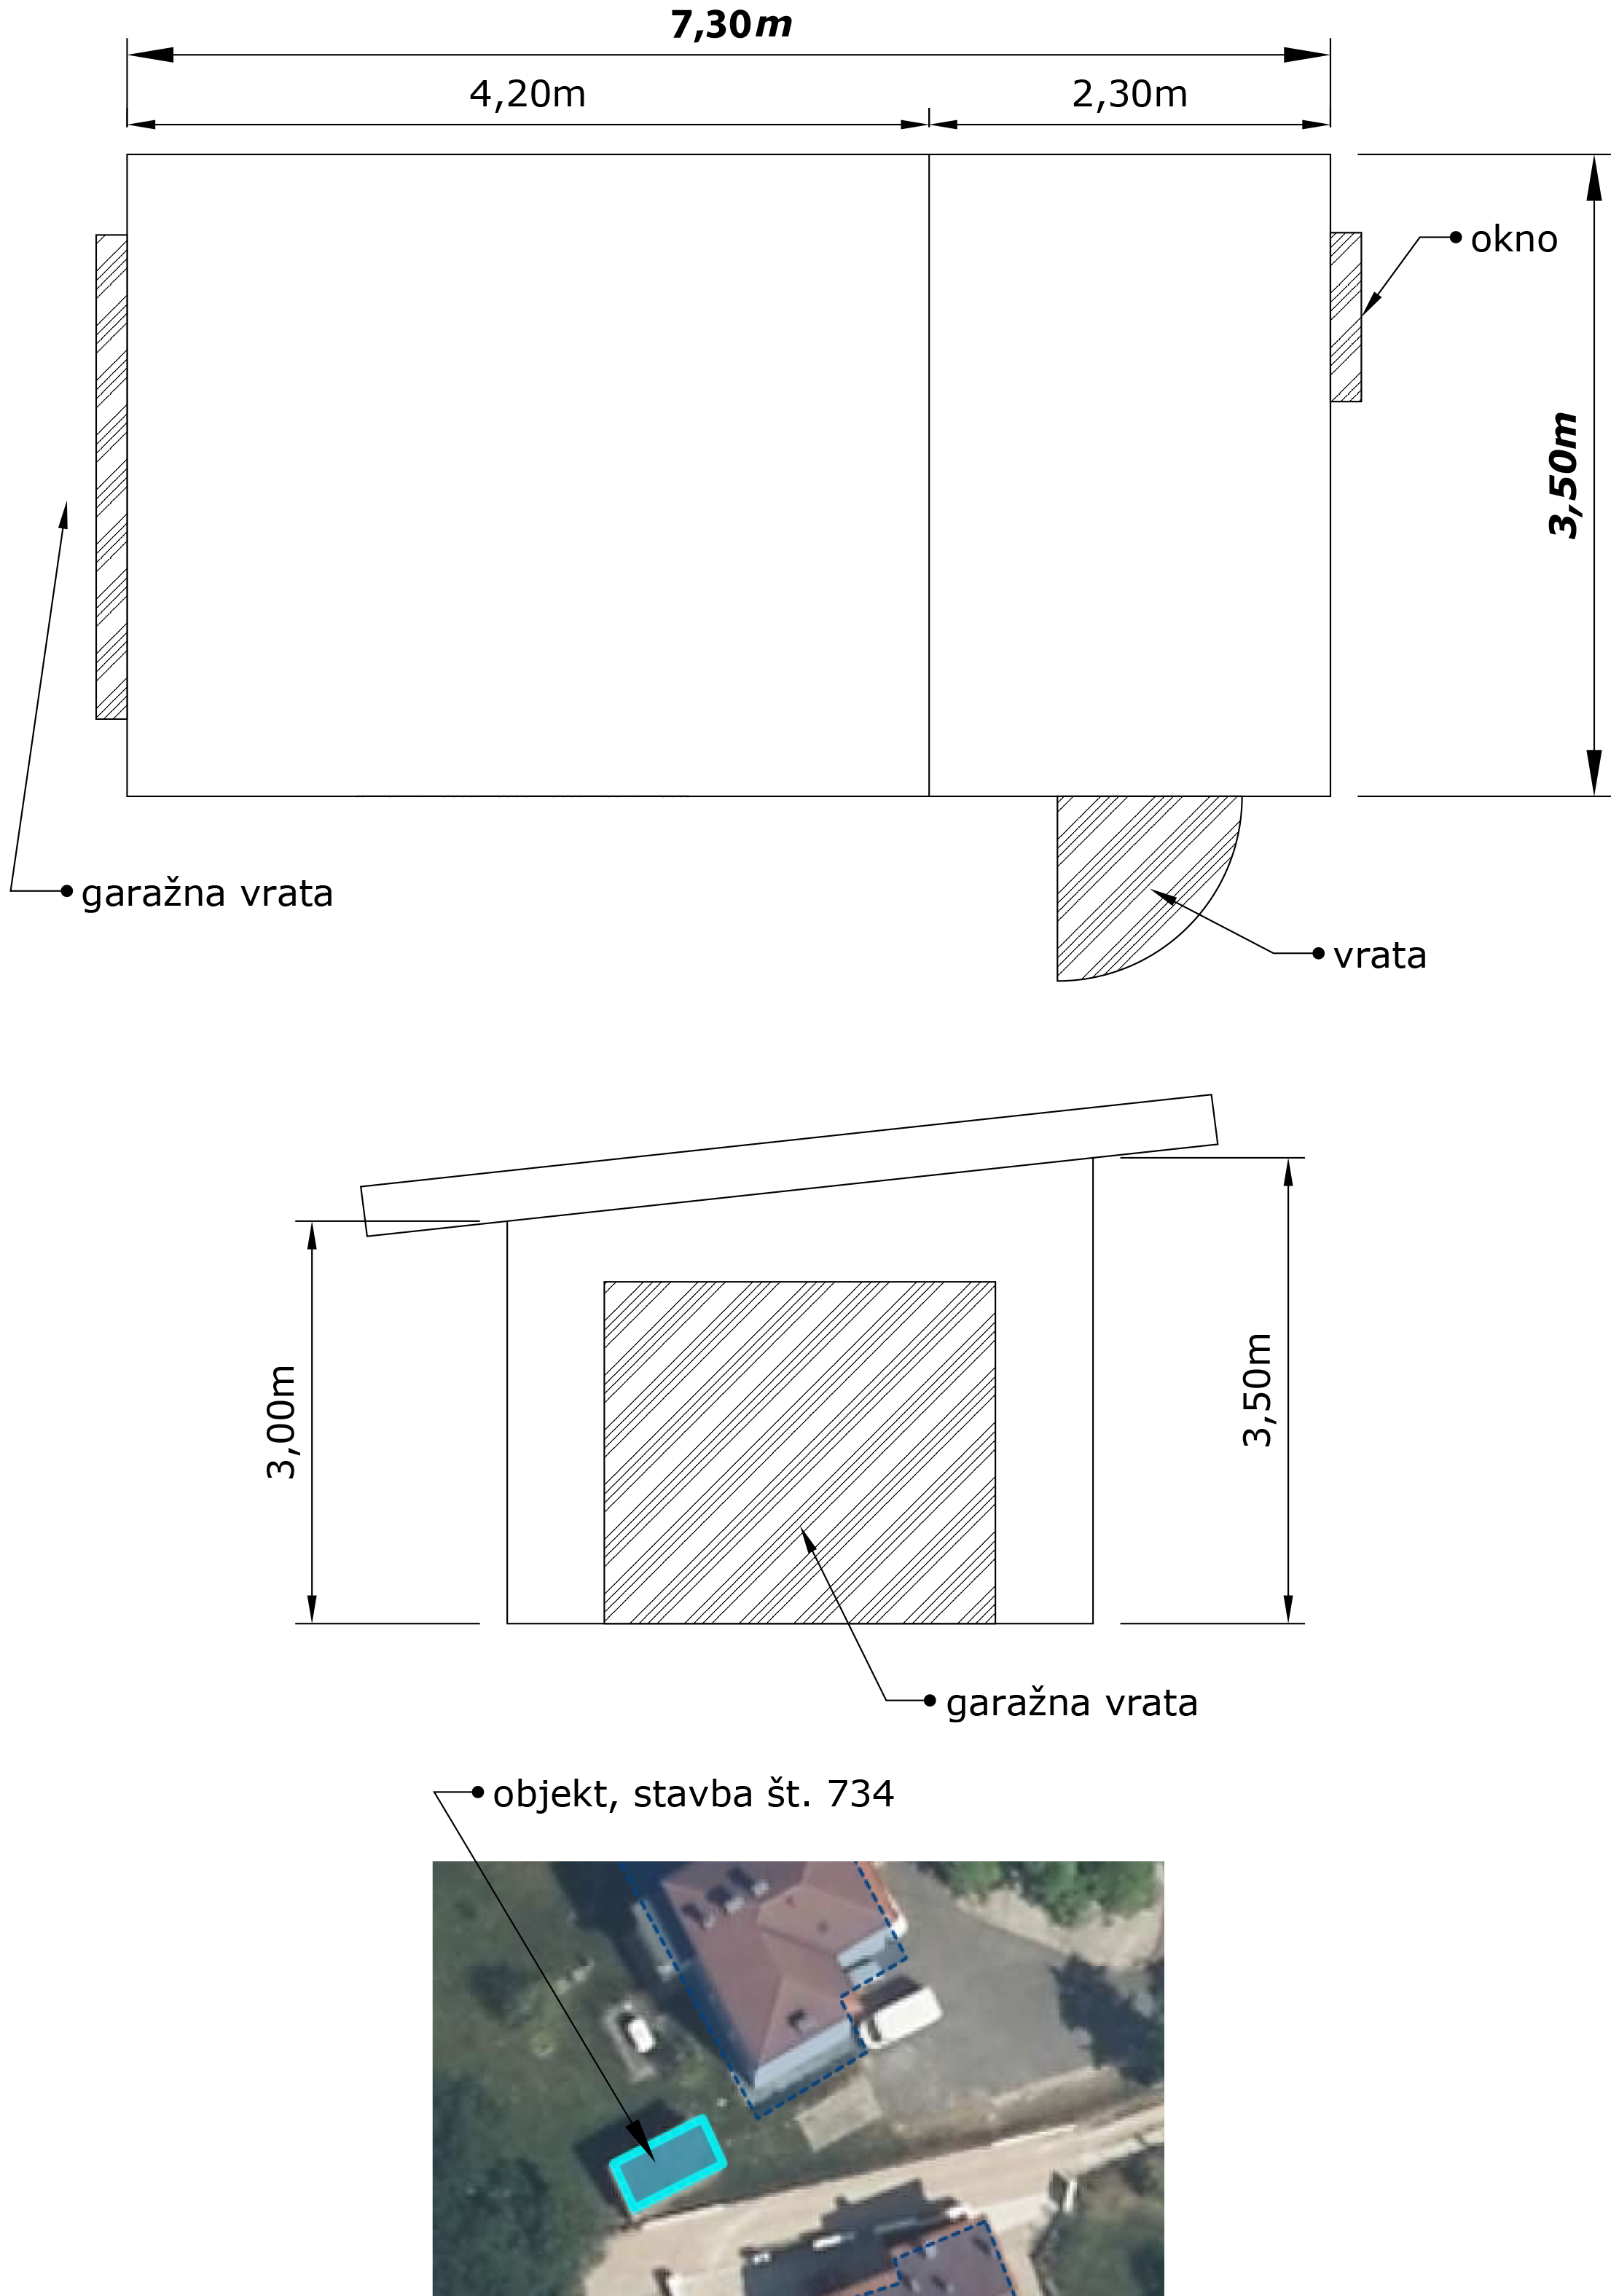 7,30m
4,20m
2,30m
okno
3,50m
garažna vrata
vrata
3,00m
3,50m
garažna vrata
objekt, stavba št. 734